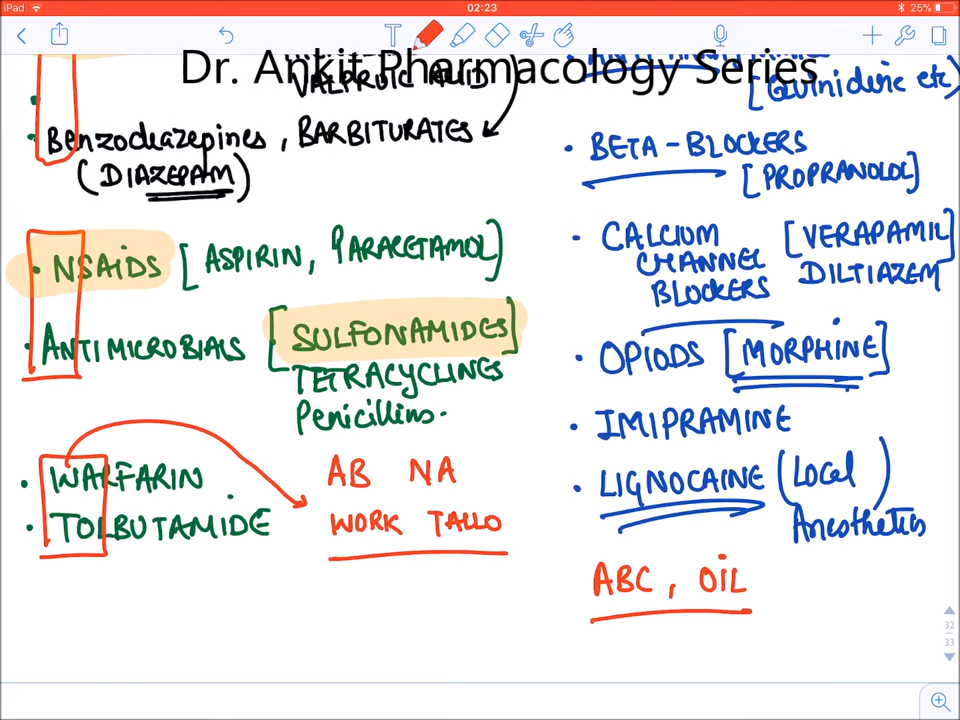 iPad
02:23
25%
Dr. Ankit Pharmacology Series
VALPROIC ACID
Benzodiazepines , BARBITURATES
(DIAZEPAM)
• NSAiDS [ASPIRIN, PARACETAMOL]
• ANTIMICROBIALS [SULFONAMIDES]
TETRACYCLINES
Penicillins.
• WARFARIN
• TOLBUTAMIDE
AB NA
WORK TALLO
[Quinidine etc)
• BETA-BLOCKERS
[PROPRANOLOL]
• CALCIUM [VERAPAMIL]
CHANNEL DILTIAZEM
BLOCKERS
• OPIODS [MORPHINE]
• IMIPRAMINE
• LIGNOCAINE (Local
Anesthetics)
ABC, OIL
32
33